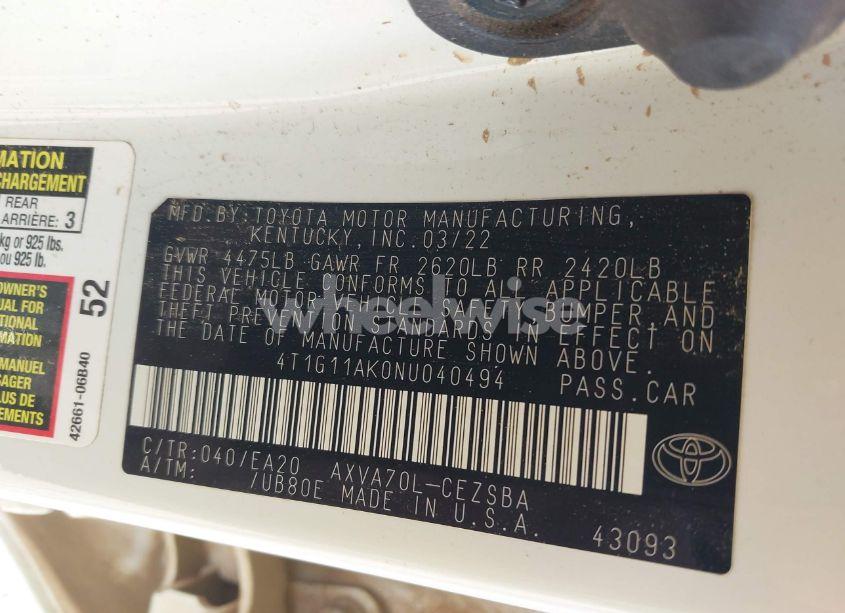 MATION
CHARGEMENT
REAR
ARRIÈRE: 3
kg or 925 lbs.
ou 925 lb.
OWNER'S
UAL FOR
TIONAL
MATION
MANUEL
SAGER
PLUS DE
EMENTS
52
42661-06B40
MFD.BY:TOYOTA MOTOR MANUFACTURING,
KENTUCKY,INC.03/22
GVWR 4475LB GAWR FR 2620LB RR 2420LB
THIS VEHICLE CONFORMS TO ALL APPLICABLE
FEDERAL MOTOR VEHICLE SAFETY,BUMPER,AND
THEFT PREVENTION STANDARDS IN EFFECT ON
THE DATE OF MANUFACTURE SHOWN ABOVE.
4T1G11AK0NU040494 PASS.CAR
C/TR:040/EA20 AXVA70L-CEZSBA
A/TM: /UB80E MADE IN U.S.A.
43093
wheelwise